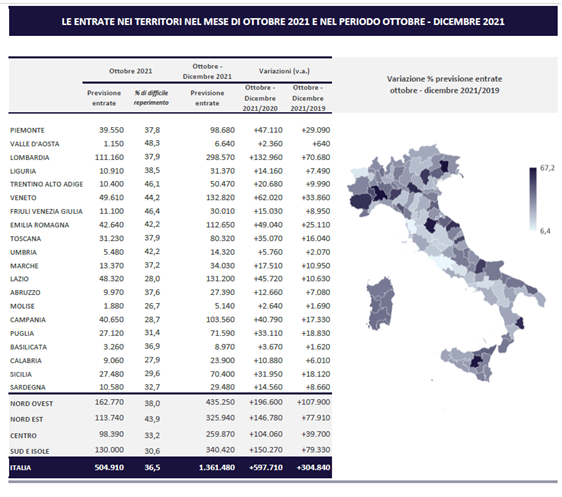 LE ENTRATE NEI TERRITORI NEL MESE DI OTTOBRE 2021 E NEL PERIODO OTTOBRE - DICEMBRE 2021
Ottobre 2021 Ottobre - Dicembre 2021 Variazioni (v.a.)
Previsione entrate % di difficile reperimento Previsione entrate Ottobre - Dicembre 2021/2020 Ottobre - Dicembre 2021/2019
Variazione % previsione entrate
ottobre - dicembre 2021/2019
PIEMONTE 39.550 37,8 98.680 +47.110 +29.090
VALLE D'AOSTA 1.150 48,3 6.640 +2.360 +640
LOMBARDIA 111.160 37,9 298.570 +132.960 +70.680
LIGURIA 10.910 38,5 31.370 +14.160 +7.490
TRENTINO ALTO ADIGE 10.400 46,1 50.470 +20.680 +9.990
VENETO 49.610 44,2 132.820 +62.020 +33.860
FRIULI VENEZIA GIULIA 11.100 46,4 30.010 +15.030 +8.950
EMILIA ROMAGNA 42.640 42,2 112.650 +49.040 +25.110
TOSCANA 31.230 37,9 80.320 +35.070 +16.040
UMBRIA 5.480 42,2 14.320 +5.760 +2.070
MARCHE 13.370 37,2 34.030 +17.510 +10.950
LAZIO 48.320 28,0 131.200 +45.720 +10.630
ABRUZZO 9.970 37,6 27.390 +12.660 +7.080
MOLISE 1.880 26,7 5.140 +2.640 +1.690
CAMPANIA 40.650 28,7 103.560 +40.790 +17.330
PUGLIA 27.120 31,4 71.590 +33.110 +18.830
BASILICATA 3.260 36,9 8.970 +3.670 +1.620
CALABRIA 9.060 27,9 23.900 +10.880 +6.010
SICILIA 27.480 29,6 70.400 +31.950 +18.120
SARDEGNA 10.580 32,7 29.480 +14.560 +8.660
NORD OVEST 162.770 38,0 435.250 +196.600 +107.900
NORD EST 113.740 43,9 325.940 +146.780 +77.910
CENTRO 98.390 33,2 259.870 +104.060 +39.700
SUD E ISOLE 130.000 30,6 340.420 +150.270 +79.330
ITALIA 504.910 36,5 1.361.480 +597.710 +304.840
67,2
6,4